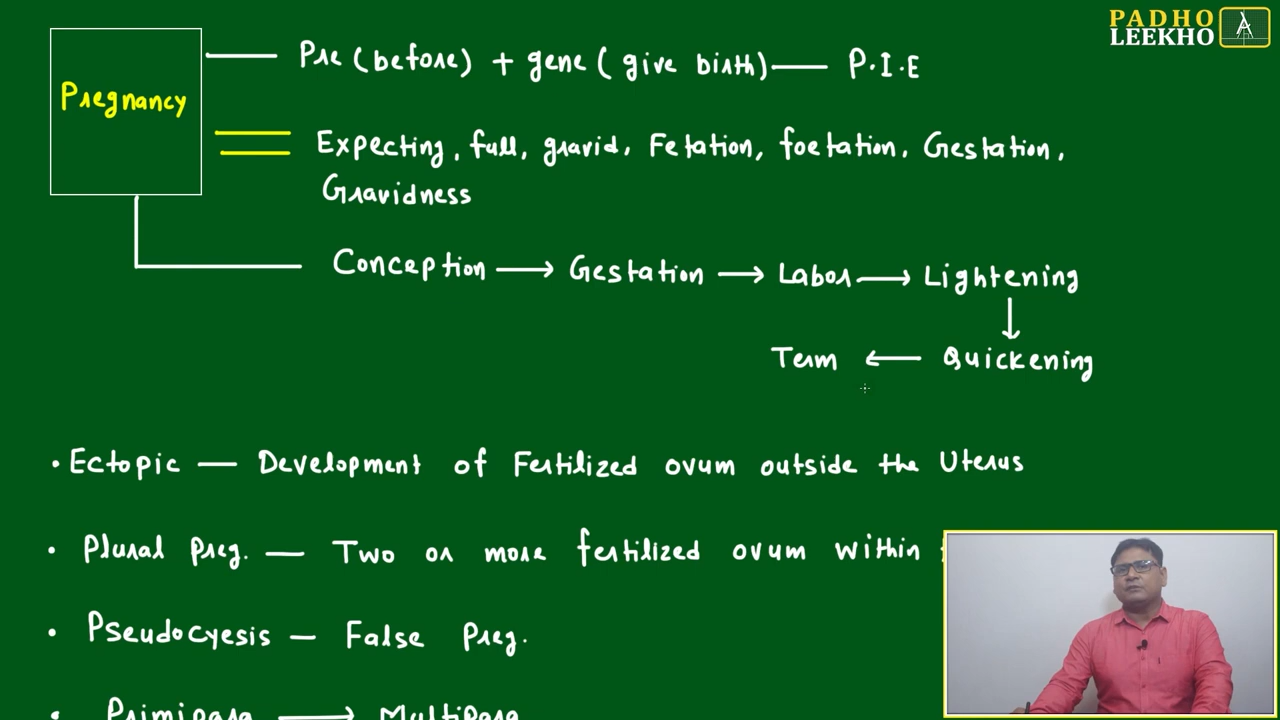 PADHO
LEEKHO
Pregnancy
Pre (before) + gene (give birth) — P.I.E
Expecting, full, gravid, Fetation, foetation, Gestation,
Gravidness
Conception → Gestation → Labor → Lightening
↓
Term ← Quickening
• Ectopic — Development of Fertilized ovum outside the Uterus
• Plural Preg. — Two or more fertilized ovum within
• Pseudocyesis — False Preg.
• Primipara → Multipara